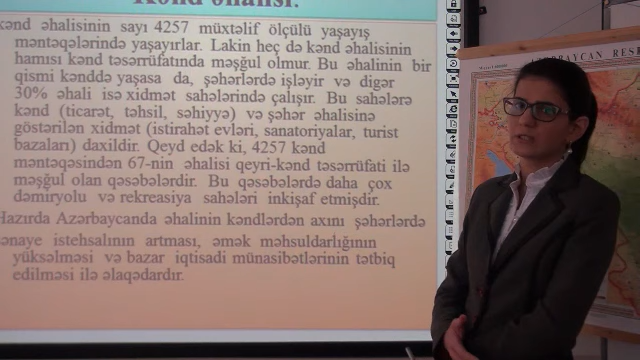 Kənd əhalisi.
kənd əhalisinin sayı 4257 müxtəlif ölçülü yaşayış
məntəqələrində yaşayırlar. Lakin heç də kənd əhalisinin
hamısı kənd təsərrüfatında məşğul olmur. Bu əhalinin bir
qismi kənddə yaşasa da, şəhərlərdə işləyir və digər
30% əhali isə xidmət sahələrində çalışır. Bu sahələrə
kənd (ticarət, təhsil, səhiyyə) və şəhər əhalisinə
göstərilən xidmət (istirahət evləri, sanatoriyalar, turist
bazaları) daxildir. Qeyd edək ki, 4257 kənd
məntəqəsindən 67-nin əhalisi qeyri-kənd təsərrüfati ilə
məşğul olan qəsəbələrdir. Bu qəsəbələrdə daha çox
dəmiryolu və rekreasiya sahələri inkişaf etmişdir.
Hazırda Azərbaycanda əhalinin kəndlərdən axını şəhərlərdə
sənaye istehsalının artması, əmək məhsuldarlığının
yüksəlməsi və bazar iqtisadi münasibətlərinin tətbiq
edilməsi ilə əlaqədardır.
AZƏRBAYCAN RES